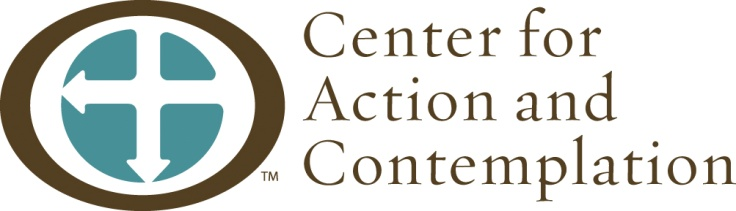 Center for
Action and
Contemplation
TM